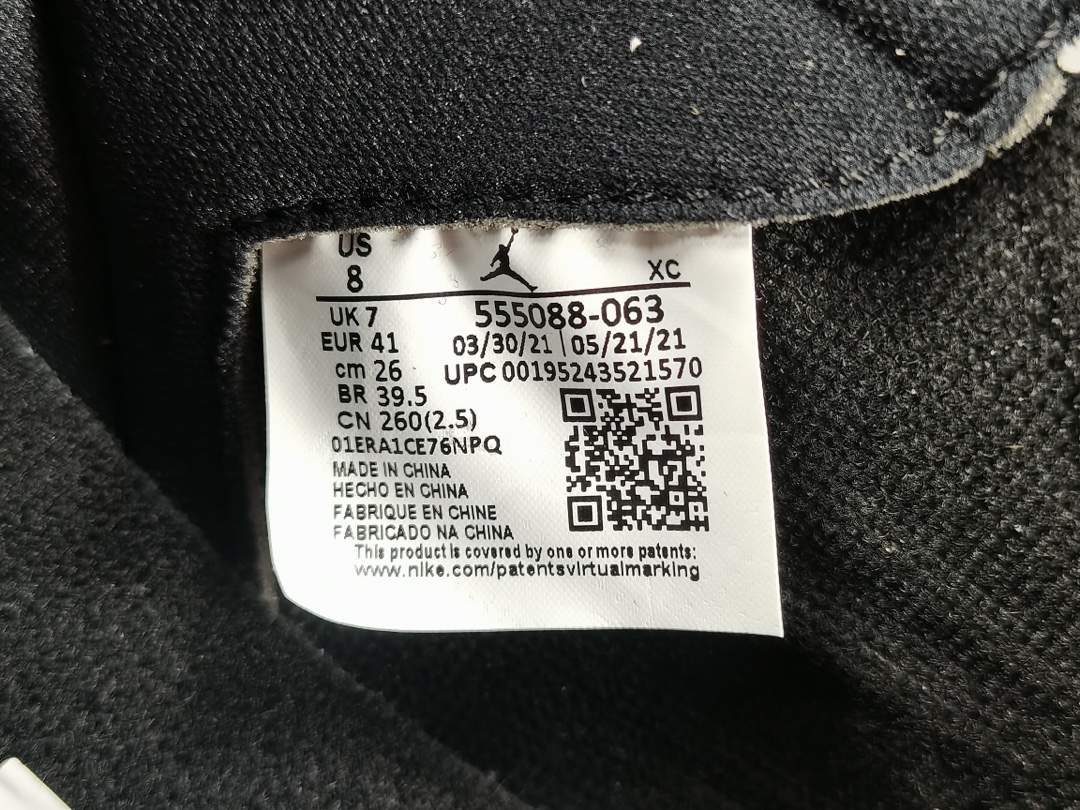 US
8
XC
UK 7
555088-063
EUR 41
03/30/21 | 05/21/21
cm 26
UPC 00195243521570
BR 39.5
CN 260(2.5)
01ERA1CE76NPQ
MADE IN CHINA
HECHO EN CHINA
FABRIQUE EN CHINE
FABRICADO NA CHINA
This product is covered by one or more patents:
www.nike.com/patentsvirtualmarking